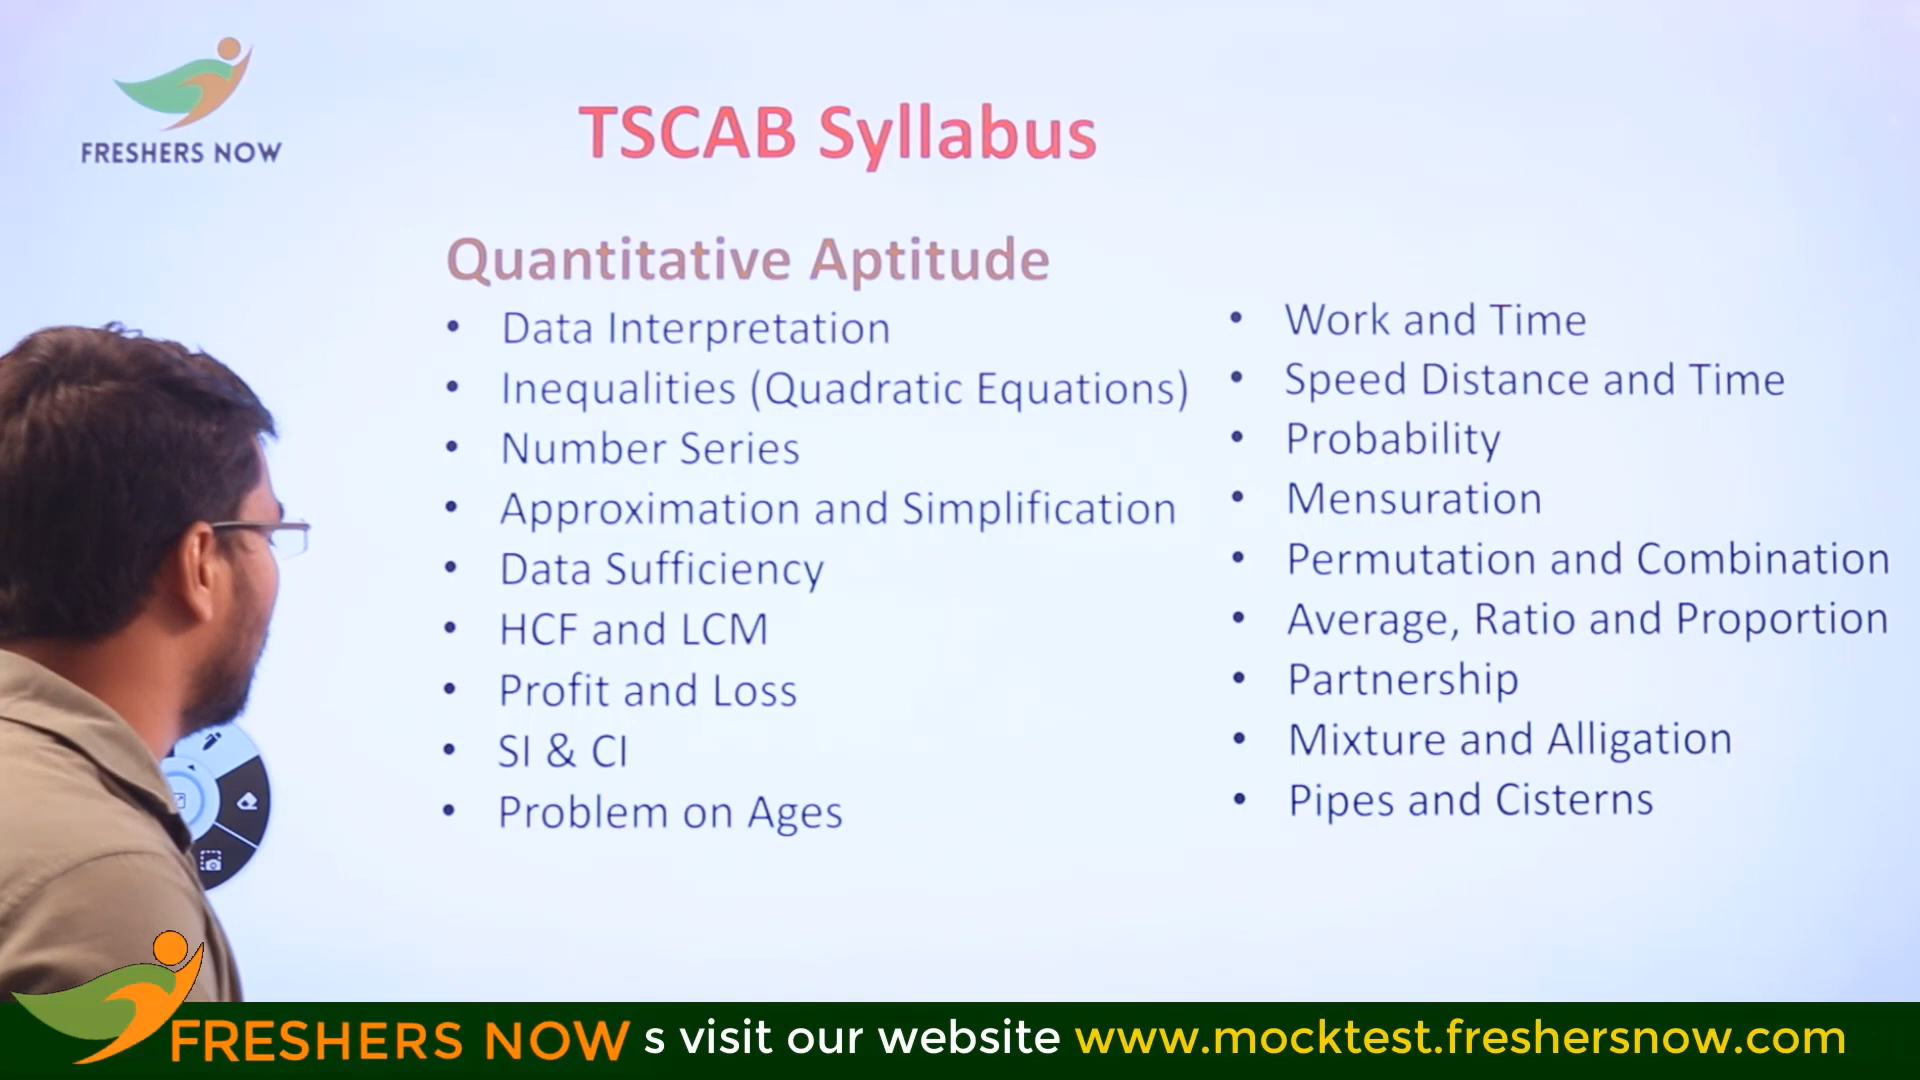 FRESHERS NOW
TSCAB Syllabus
Quantitative Aptitude
• Data Interpretation
• Inequalities (Quadratic Equations)
• Number Series
• Approximation and Simplification
• Data Sufficiency
• HCF and LCM
• Profit and Loss
• SI & CI
• Problem on Ages
• Work and Time
• Speed Distance and Time
• Probability
• Mensuration
• Permutation and Combination
• Average, Ratio and Proportion
• Partnership
• Mixture and Alligation
• Pipes and Cisterns
FRESHERS NOW s visit our website www.mocktest.freshersnow.com